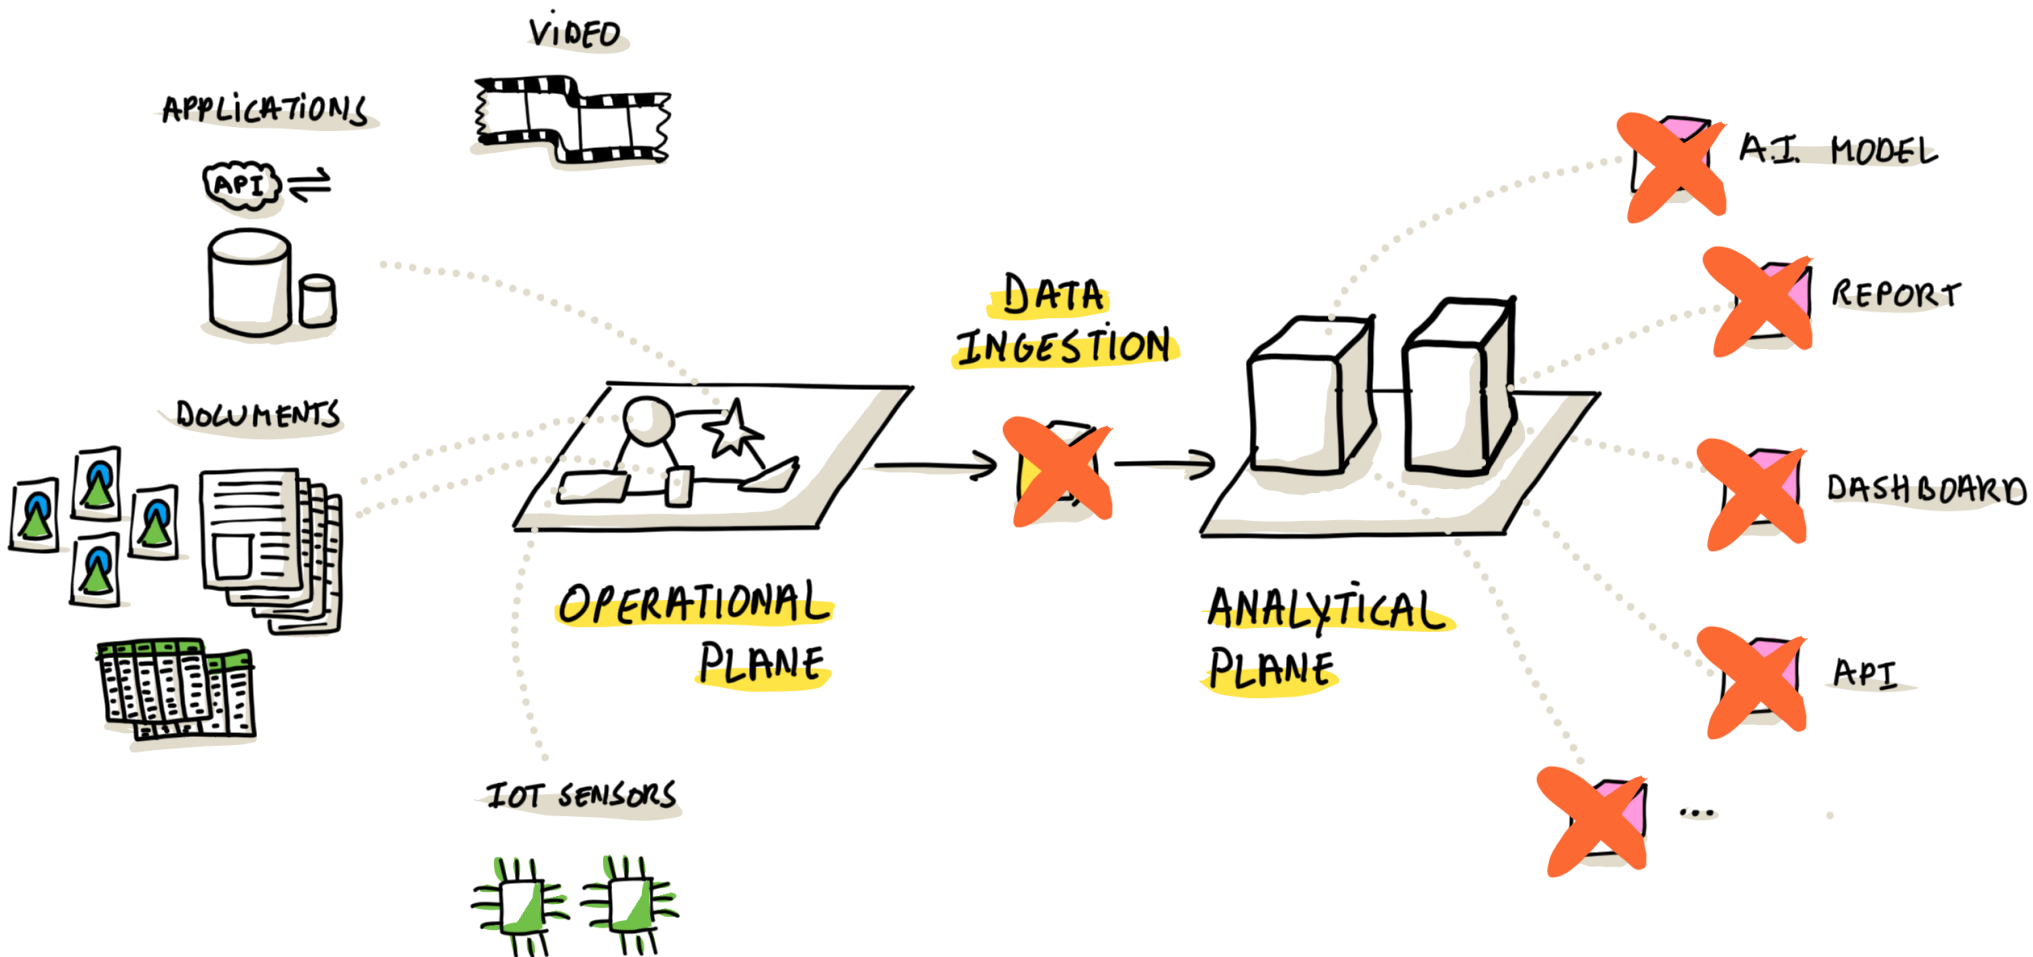 VIDEO
APPLICATIONS
API
DOCUMENTS
IOT SENSORS
OPERATIONAL
PLANE
DATA
INGESTION
ANALYTICAL
PLANE
A.I. MODEL
REPORT
DASHBOARD
API
...